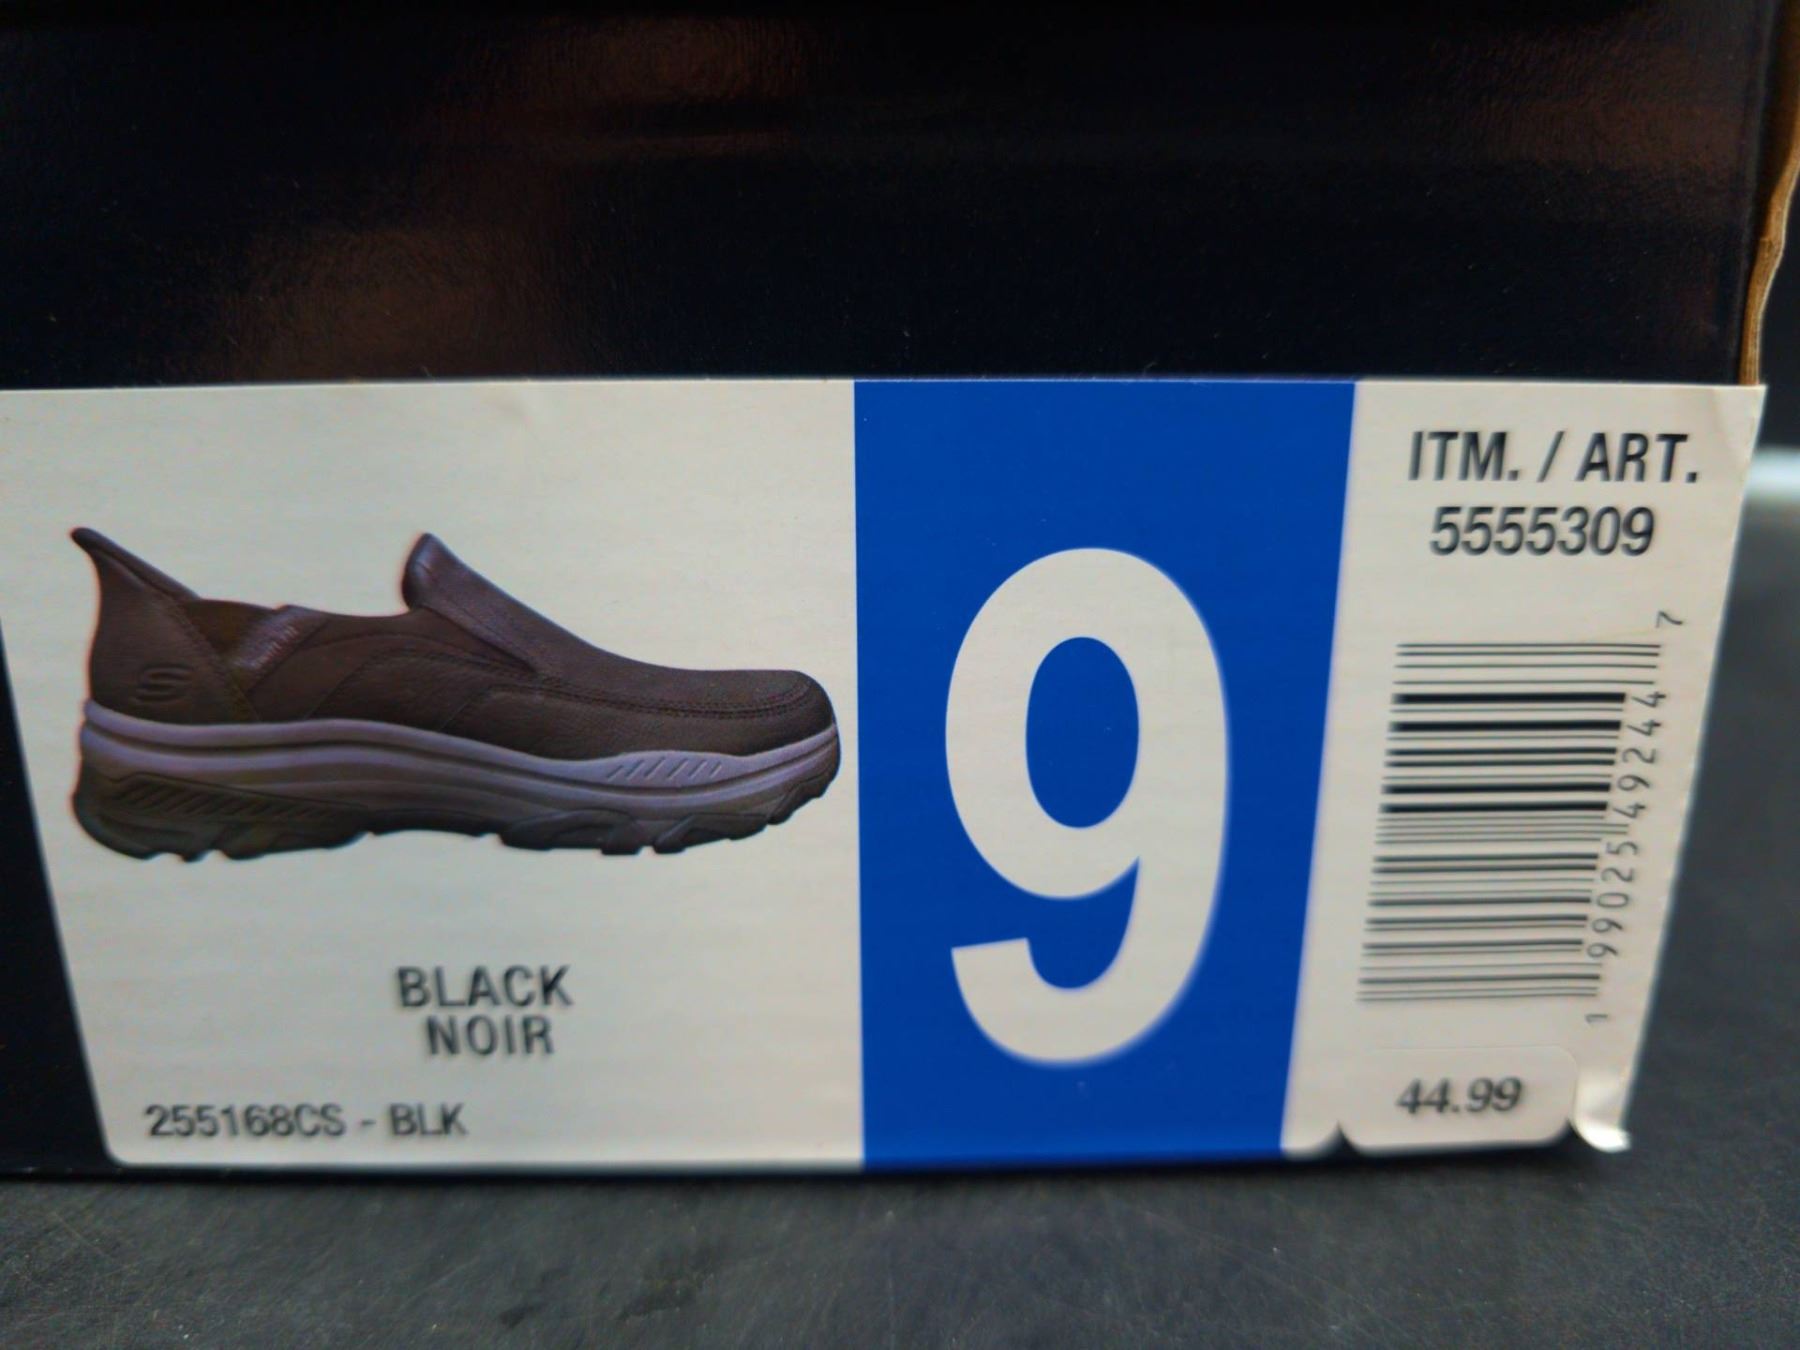 BLACK
NOIR
255168CS - BLK
9
ITM. / ART.
5555309
1 99025 49244 7
44.99